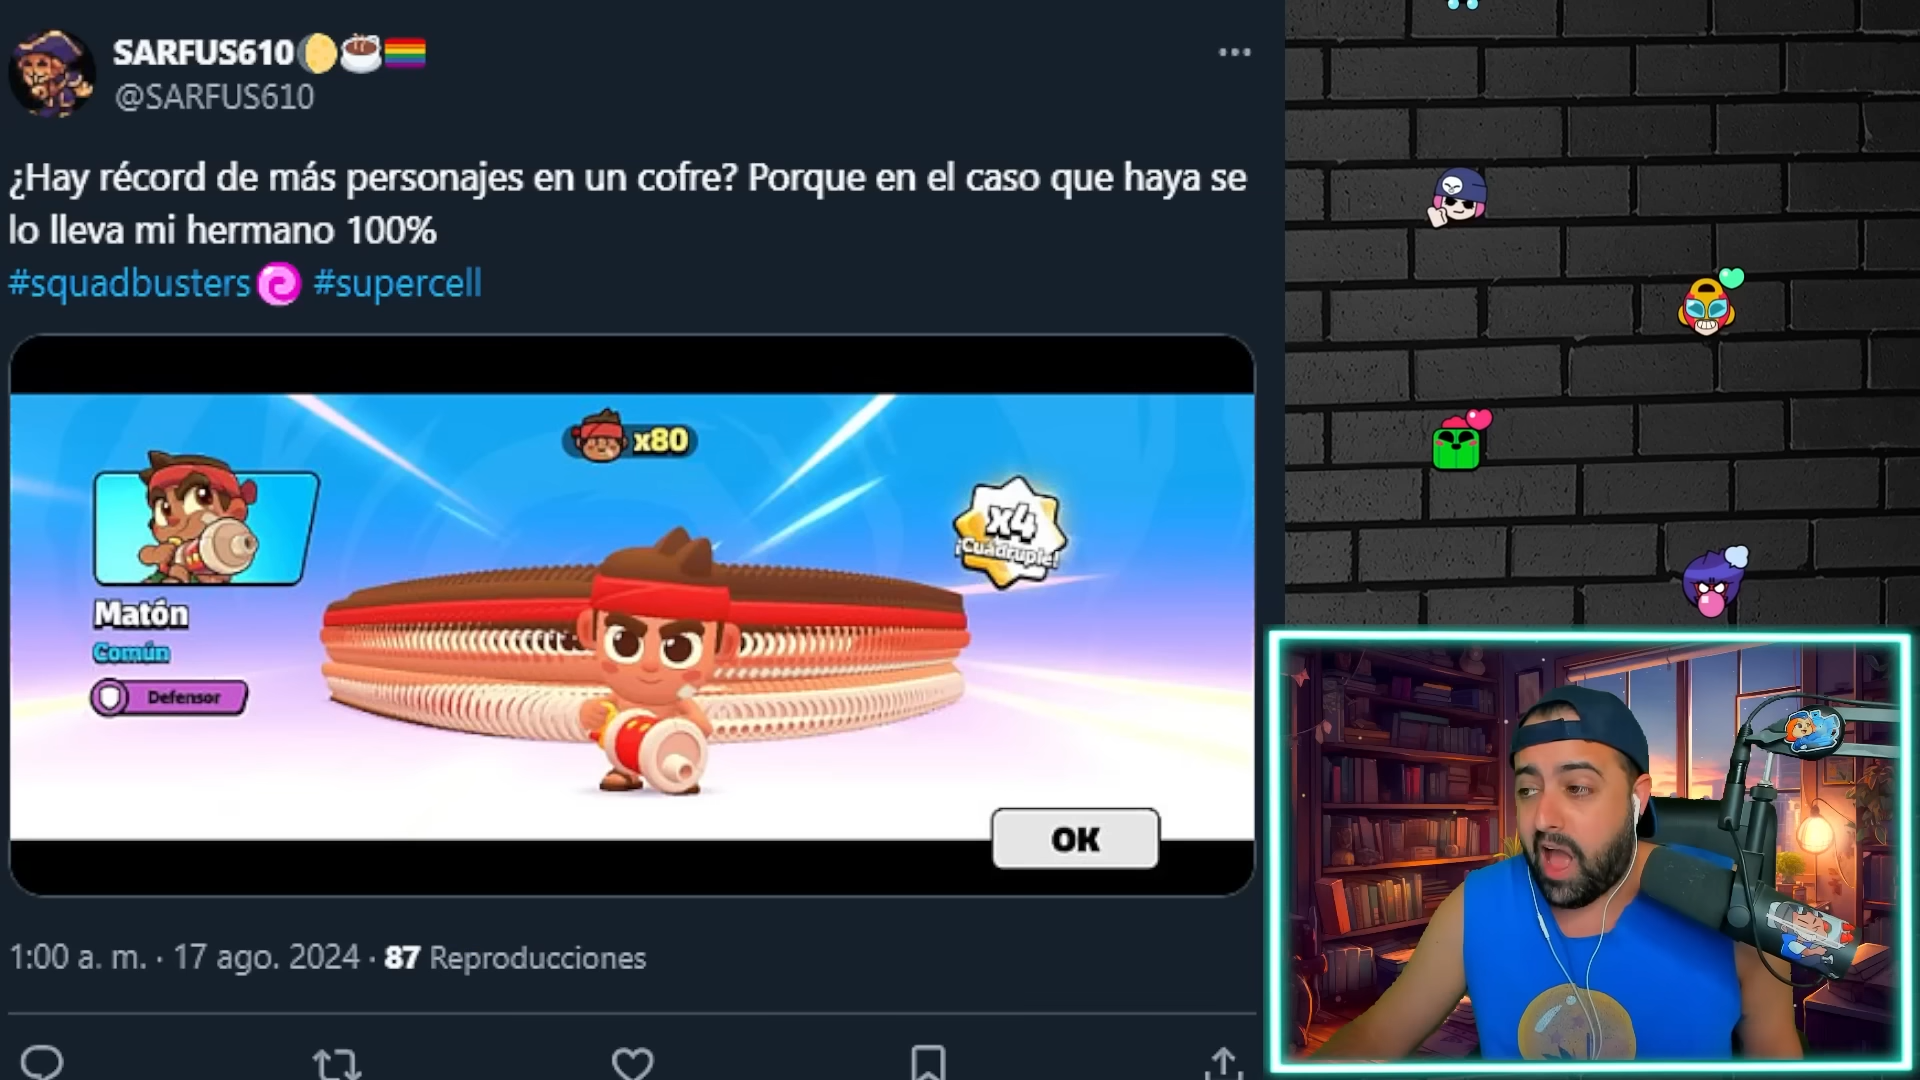 SARFUS610
@SARFUS610
¿Hay récord de más personajes en un cofre? Porque en el caso que haya se
lo lleva mi hermano 100%
#squadbusters #supercell
x80
x4
¡Cuádruple!
Matón
Común
Defensor
OK
1:00 a. m. · 17 ago. 2024 · 87 Reproducciones